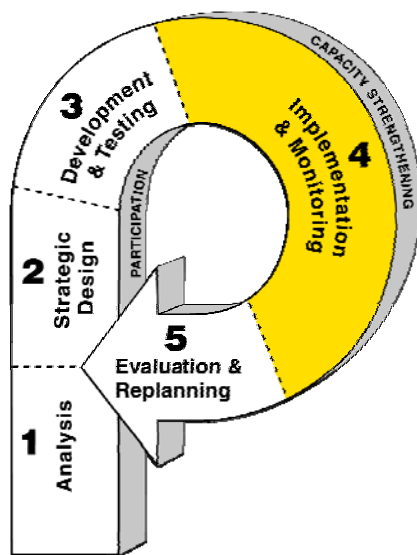 1
Analysis
2
Strategic
Design
3
Development
& Testing
4
Implementation
& Monitoring
5
Evaluation &
Replanning
PARTICIPATION
CAPACITY STRENGTHENING